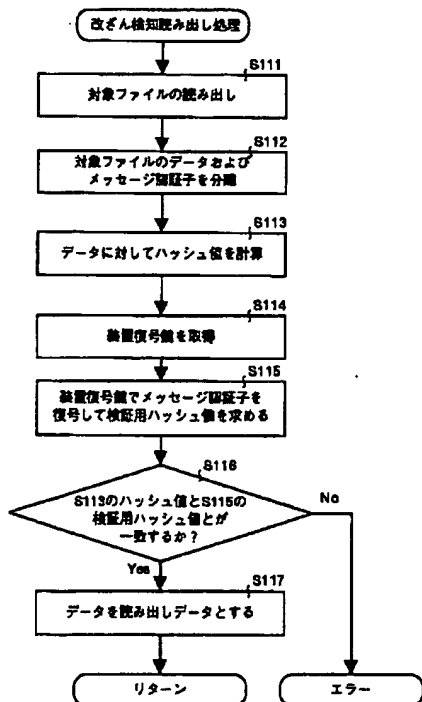 改ざん検知読み出し処理
S111
対象ファイルの読み出し
S112
対象ファイルのデータおよび
メッセージ認証子を分離
S113
データに対してハッシュ値を計算
S114
装置復号鍵を取得
S115
装置復号鍵でメッセージ認証子を
復号して検証用ハッシュ値を求める
S116
S113のハッシュ値とS115の
検証用ハッシュ値とが
一致するか？
No
Yes
S117
データを読み出しデータとする
リターン
エラー